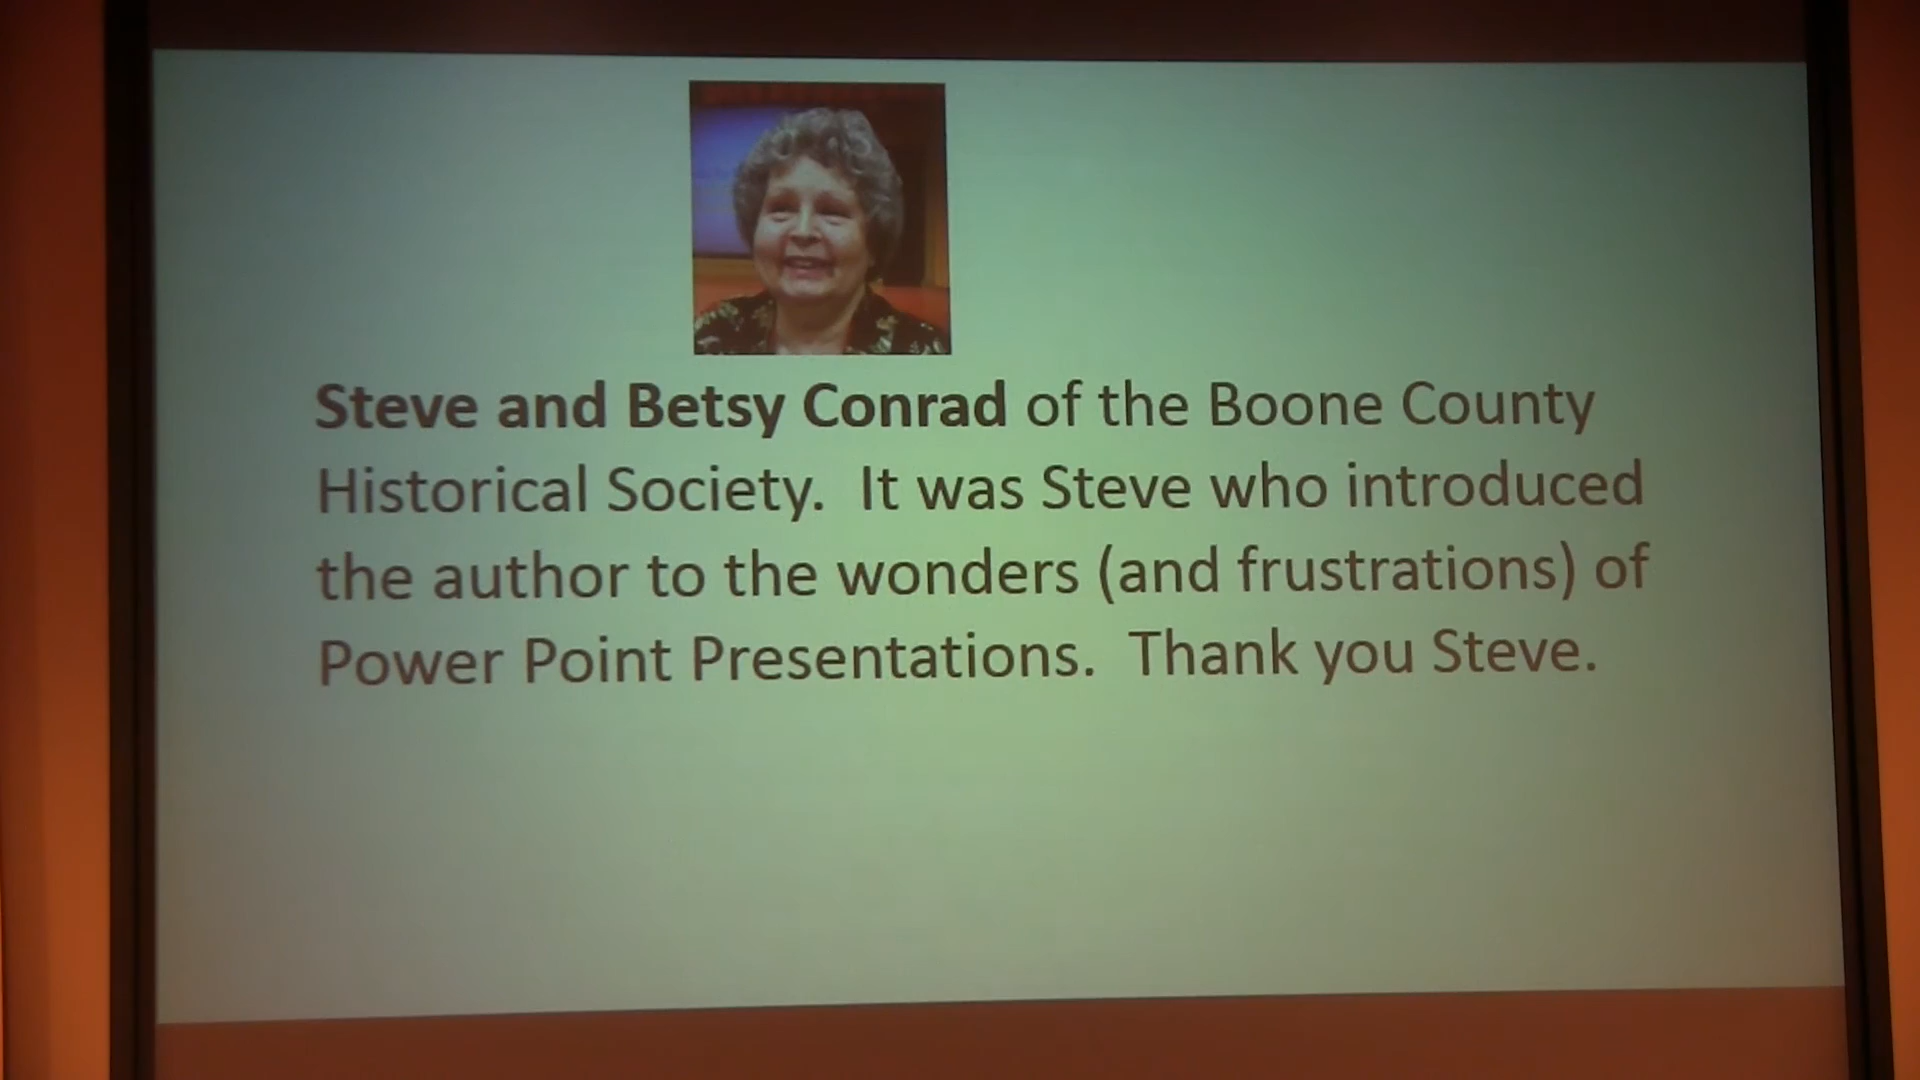 Steve and Betsy Conrad of the Boone County
Historical Society.  It was Steve who introduced
the author to the wonders (and frustrations) of
Power Point Presentations.  Thank you Steve.